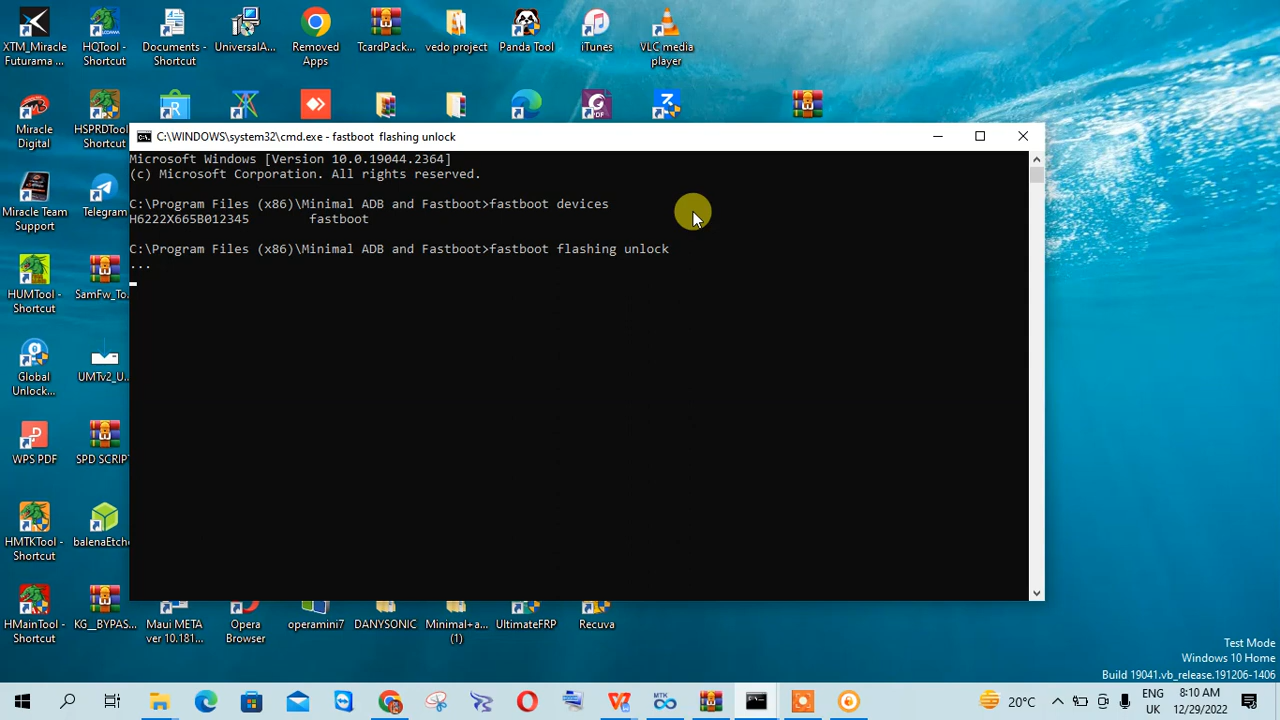 XTM_Miracle
Futurama ...
HQTool -
Shortcut
Documents -
Shortcut
UniversalA...
Removed
Apps
TcardPack...
vedo project
Panda Tool
iTunes
VLC media
player
Miracle
Digital
HSPRDTool
Shortcut
C:\WINDOWS\system32\cmd.exe - fastboot  flashing unlock
Microsoft Windows [Version 10.0.19044.2364]
(c) Microsoft Corporation. All rights reserved.
C:\Program Files (x86)\Minimal ADB and Fastboot>fastboot devices
H6222X665B012345        fastboot
C:\Program Files (x86)\Minimal ADB and Fastboot>fastboot flashing unlock
...
Miracle Team
Support
Telegram
HUMTool -
Shortcut
SamFw_To...
Global
Unlock...
UMTv2_U...
WPS PDF
SPD SCRIP
HMTKTool -
Shortcut
balenaEtche
HMainTool -
Shortcut
KG__BYPAS...
Maui META
ver 10.181...
Opera
Browser
operamini7
DANYSONIC
Minimal+a...
(1)
UltimateFRP
Recuva
Test Mode
Windows 10 Home
Build 19041.vb_release.191206-1406
20°C
ENG
UK
8:10 AM
12/29/2022